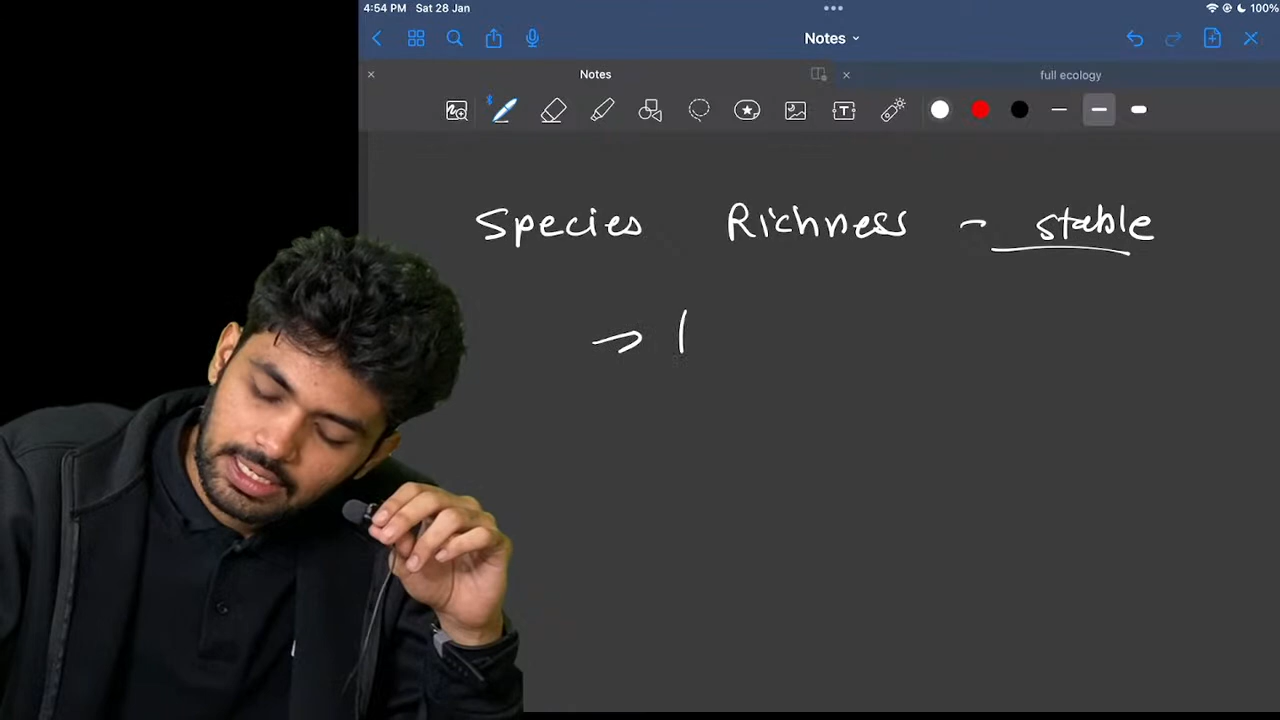 4:54 PM Sat 28 Jan 100%
Notes
Notes full ecology
T
Species Richness - stable
→ |